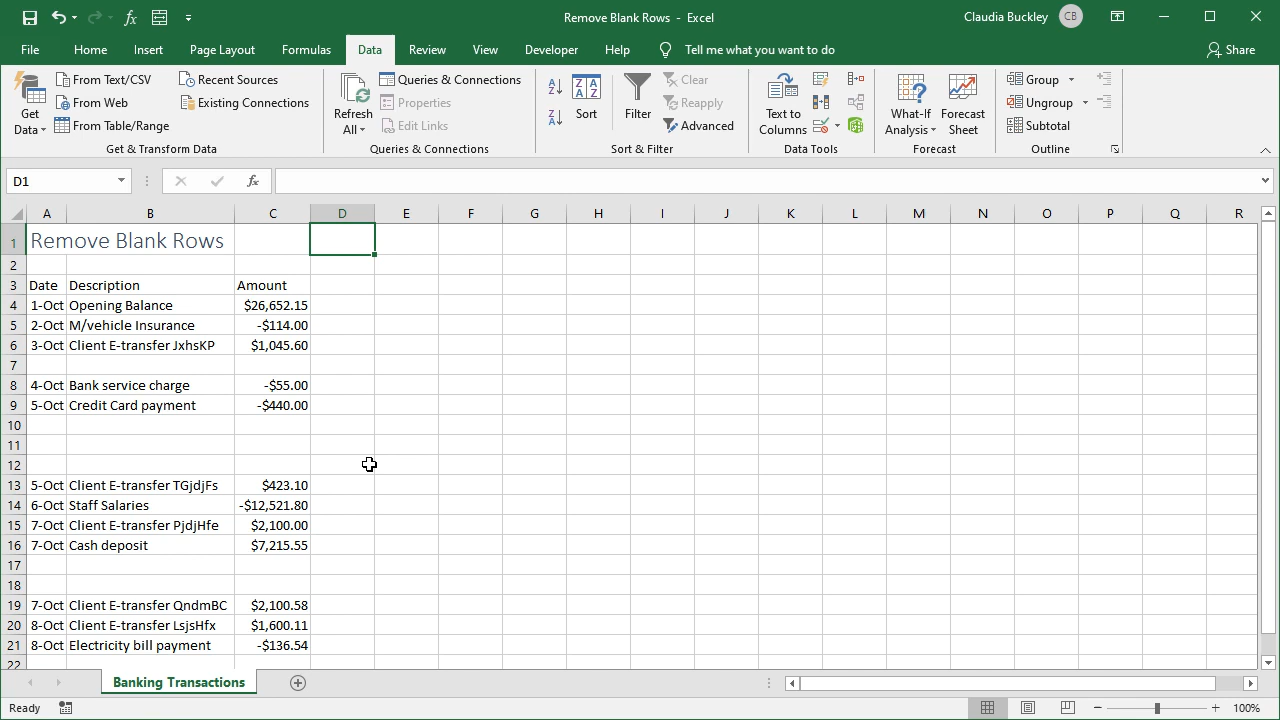 Remove Blank Rows - Excel
Claudia Buckley CB
File Home Insert Page Layout Formulas Data Review View Developer Help Tell me what you want to do Share
Get Data
From Text/CSV
From Web
From Table/Range
Recent Sources
Existing Connections
Get & Transform Data
Refresh All
Queries & Connections
Properties
Edit Links
Queries & Connections
Sort
Filter
Clear
Reapply
Advanced
Sort & Filter
Text to Columns
Data Tools
What-If Analysis
Forecast Sheet
Forecast
Group
Ungroup
Subtotal
Outline
D1 fx
A B C D E F G H I J K L M N O P Q R
1 Remove Blank Rows
2
3 Date Description Amount
4 1-Oct Opening Balance $26,652.15
5 2-Oct M/vehicle Insurance -$114.00
6 3-Oct Client E-transfer JxhsKP $1,045.60
7
8 4-Oct Bank service charge -$55.00
9 5-Oct Credit Card payment -$440.00
10
11
12
13 5-Oct Client E-transfer TGjdjFs $423.10
14 6-Oct Staff Salaries -$12,521.80
15 7-Oct Client E-transfer PjdjHfe $2,100.00
16 7-Oct Cash deposit $7,215.55
17
18
19 7-Oct Client E-transfer QndmBC $2,100.58
20 8-Oct Client E-transfer LsjsHfx $1,600.11
21 8-Oct Electricity bill payment -$136.54
22
Banking Transactions
Ready 100%